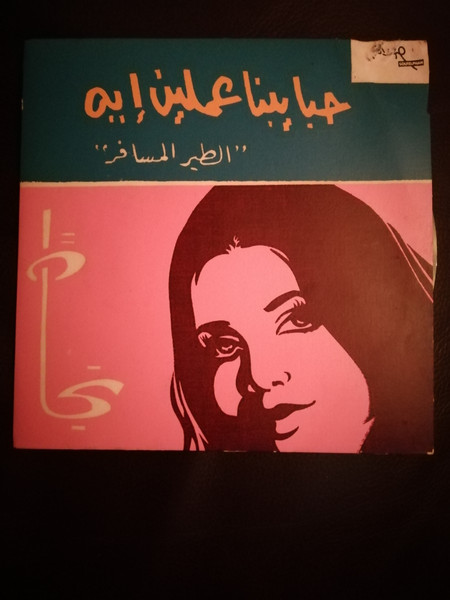 حبايبنا عملين إيه
"الطير المسافر"
نجاة